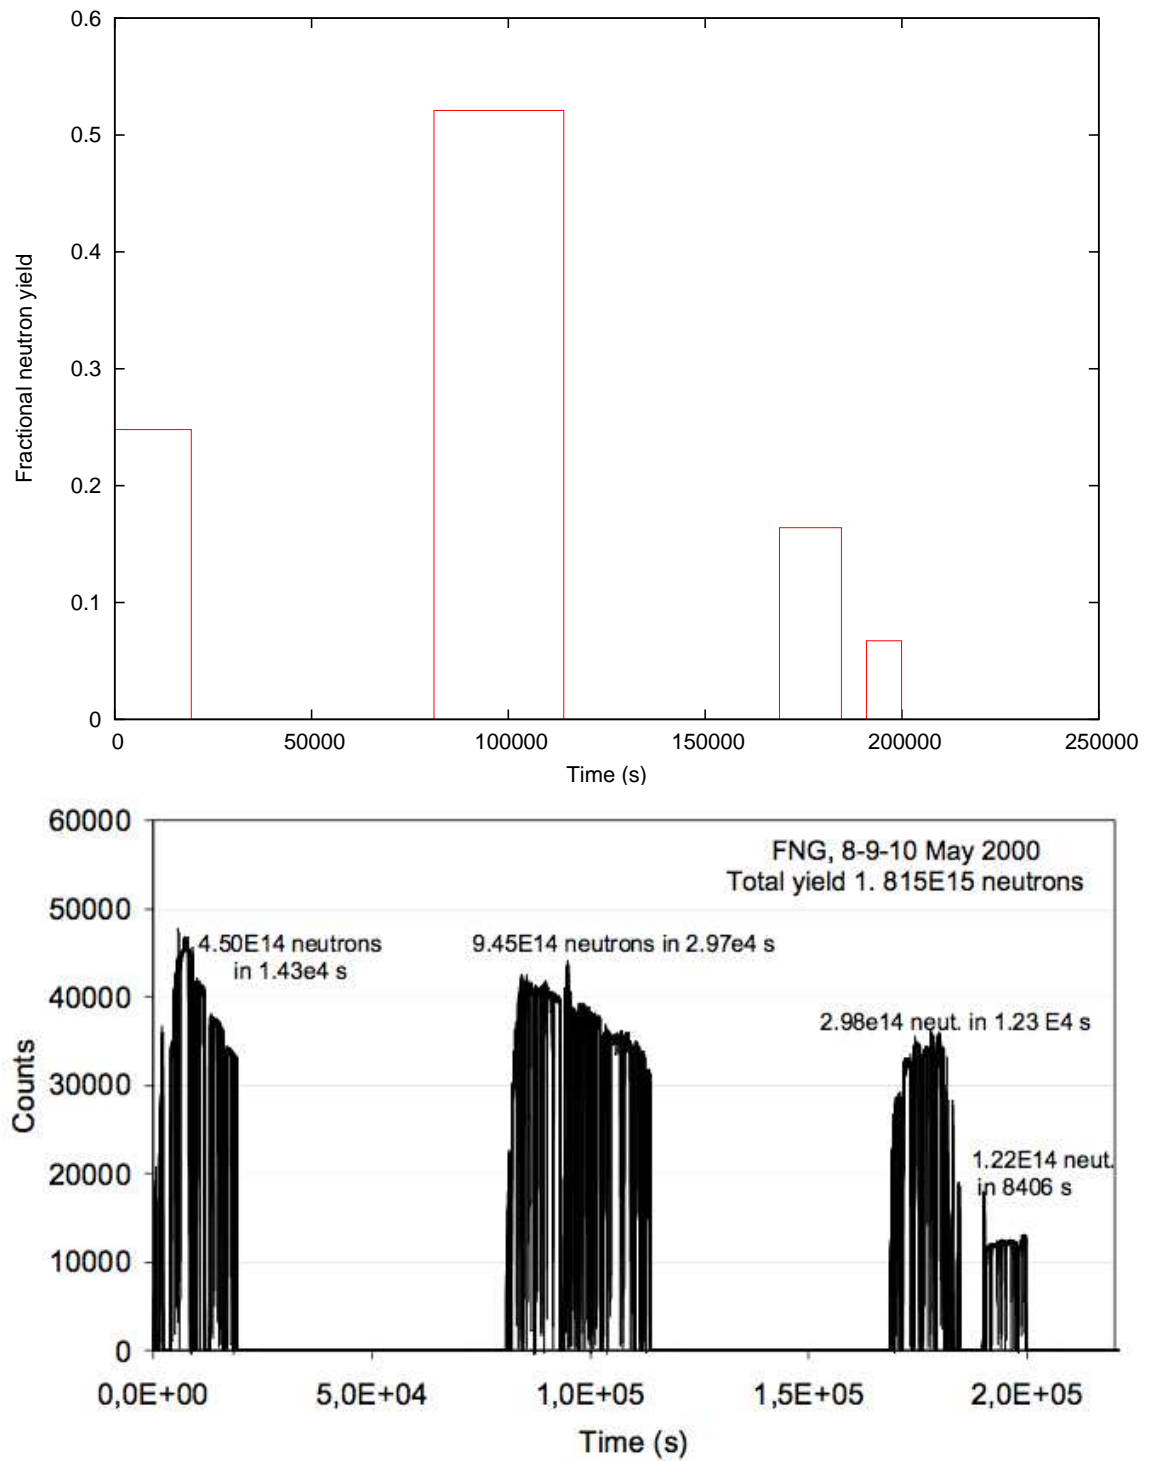 0.6
0.5
0.4
0.3
0.2
0.1
0
Fractional neutron yield
0 50000 100000 150000 200000 250000
Time (s)
60000
50000
40000
30000
20000
10000
0
Counts
FNG, 8-9-10 May 2000
Total yield 1. 815E15 neutrons
4.50E14 neutrons
in 1.43e4 s
9.45E14 neutrons in 2.97e4 s
2.98e14 neut. in 1.23 E4 s
1.22E14 neut.
in 8406 s
0,0E+00 5,0E+04 1,0E+05 1,5E+05 2,0E+05
Time (s)